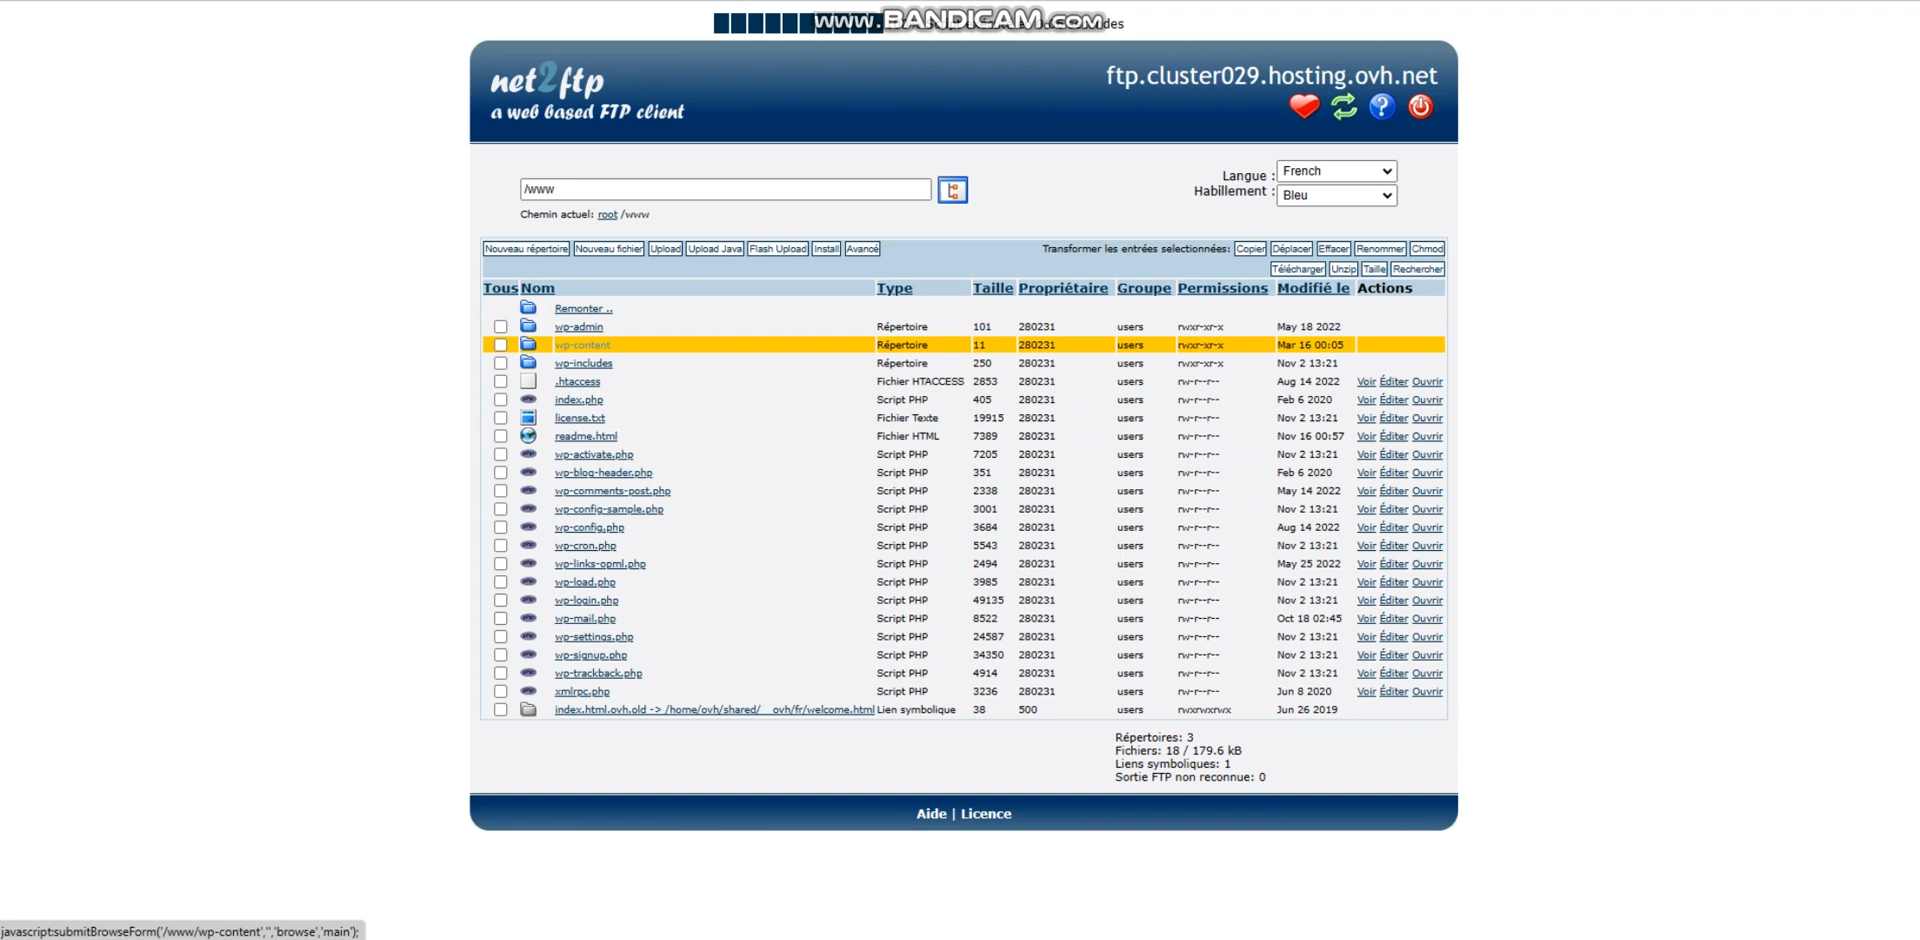 www.BANDICAM.com des
net2ftp
a web based FTP client
ftp.cluster029.hosting.ovh.net
Langue : French
Habillement : Bleu
/www
Chemin actuel: root /www
Nouveau répertoire Nouveau fichier Upload Upload Java Flash Upload Install Avancé
Transformer les entrées selectionnées: Copier Déplacer Effacer Renommer Chmod
Télécharger Unzip Taille Rechercher
Tous Nom Type Taille Propriétaire Groupe Permissions Modifié le Actions
Remonter ..
wp-admin Répertoire 101 280231 users rwxr-xr-x May 18 2022
wp-content Répertoire 11 280231 users rwxr-xr-x Mar 16 00:05
wp-includes Répertoire 250 280231 users rwxr-xr-x Nov 2 13:21
.htaccess Fichier HTACCESS 2853 280231 users rw-r--r-- Aug 14 2022 Voir Éditer Ouvrir
index.php Script PHP 405 280231 users rw-r--r-- Feb 6 2020 Voir Éditer Ouvrir
license.txt Fichier Texte 19915 280231 users rw-r--r-- Nov 2 13:21 Voir Éditer Ouvrir
readme.html Fichier HTML 7389 280231 users rw-r--r-- Nov 16 00:57 Voir Éditer Ouvrir
wp-activate.php Script PHP 7205 280231 users rw-r--r-- Nov 2 13:21 Voir Éditer Ouvrir
wp-blog-header.php Script PHP 351 280231 users rw-r--r-- Feb 6 2020 Voir Éditer Ouvrir
wp-comments-post.php Script PHP 2338 280231 users rw-r--r-- May 14 2022 Voir Éditer Ouvrir
wp-config-sample.php Script PHP 3001 280231 users rw-r--r-- Nov 2 13:21 Voir Éditer Ouvrir
wp-config.php Script PHP 3684 280231 users rw-r--r-- Aug 14 2022 Voir Éditer Ouvrir
wp-cron.php Script PHP 5543 280231 users rw-r--r-- Nov 2 13:21 Voir Éditer Ouvrir
wp-links-opml.php Script PHP 2494 280231 users rw-r--r-- May 25 2022 Voir Éditer Ouvrir
wp-load.php Script PHP 3985 280231 users rw-r--r-- Nov 2 13:21 Voir Éditer Ouvrir
wp-login.php Script PHP 49135 280231 users rw-r--r-- Nov 2 13:21 Voir Éditer Ouvrir
wp-mail.php Script PHP 8522 280231 users rw-r--r-- Oct 18 02:45 Voir Éditer Ouvrir
wp-settings.php Script PHP 24587 280231 users rw-r--r-- Nov 2 13:21 Voir Éditer Ouvrir
wp-signup.php Script PHP 34350 280231 users rw-r--r-- Nov 2 13:21 Voir Éditer Ouvrir
wp-trackback.php Script PHP 4914 280231 users rw-r--r-- Nov 2 13:21 Voir Éditer Ouvrir
xmlrpc.php Script PHP 3236 280231 users rw-r--r-- Jun 8 2020 Voir Éditer Ouvrir
index.html.ovh.old -> /home/ovh/shared/__ovh/fr/welcome.html Lien symbolique 38 500 users rwxrwxrwx Jun 26 2019
Répertoires: 3
Fichiers: 18 / 179.6 kB
Liens symboliques: 1
Sortie FTP non reconnue: 0
Aide | Licence
javascript:submitBrowseForm('/www/wp-content','','browse','main');